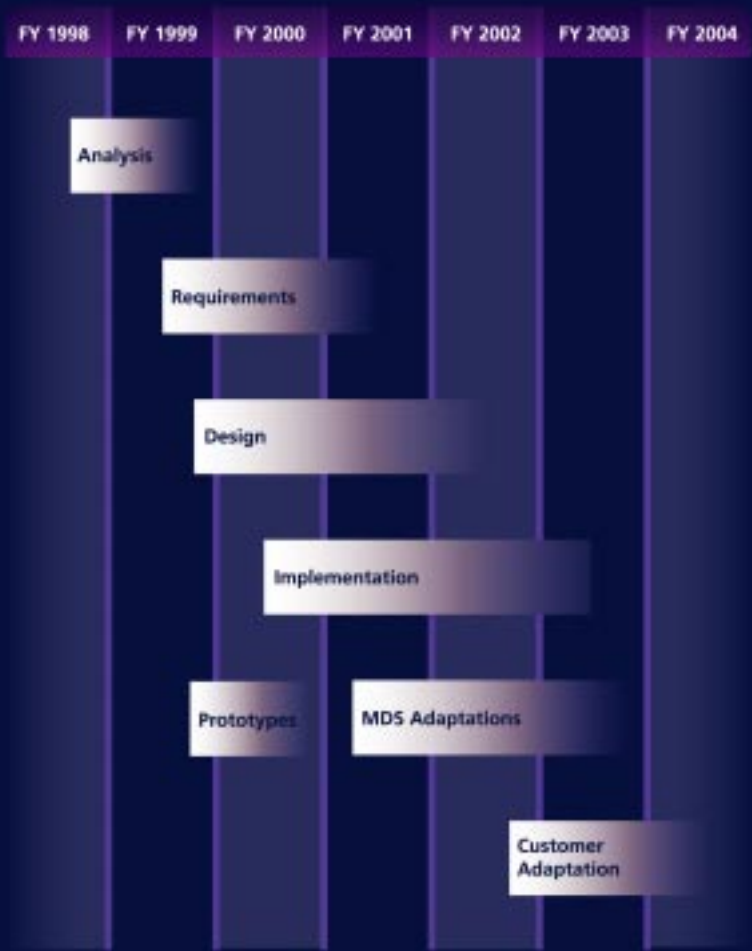 FY 1998 FY 1999 FY 2000 FY 2001 FY 2002 FY 2003 FY 2004
Analysis
Requirements
Design
Implementation
Prototypes MDS Adaptations
Customer
Adaptation